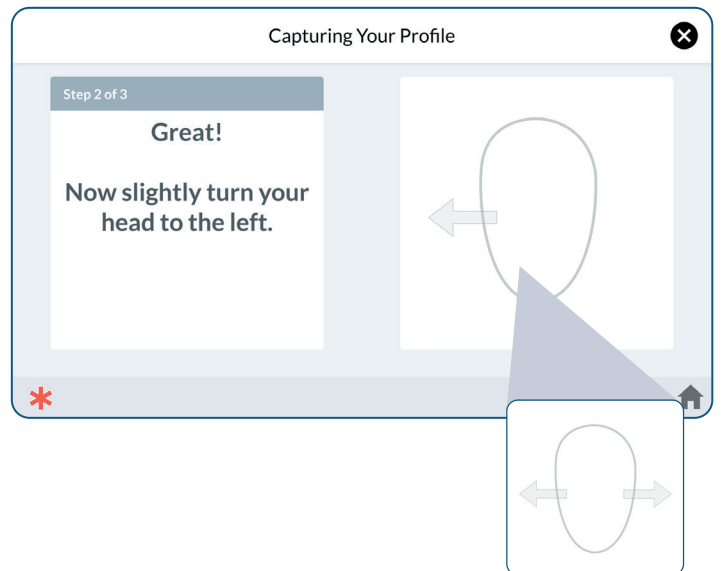 Capturing Your Profile
Step 2 of 3
Great!
Now slightly turn your
head to the left.